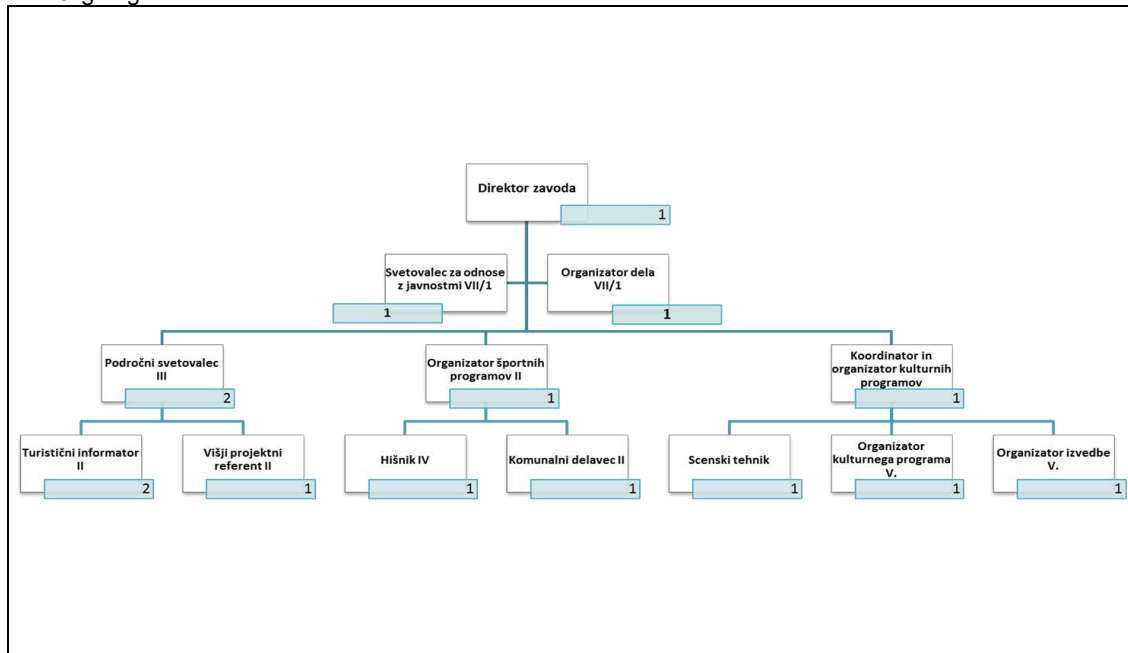 Direktor zavoda
1
Svetovalec za odnose
z javnostmi VII/1
1
Organizator dela
VII/1
1
Področni svetovalec
III
2
Organizator športnih
programov II
1
Koordinator in
organizator kulturnih
programov
1
Turistični informator
II
2
Višji projektni
referent II
1
Hišnik IV
1
Komunalni delavec II
1
Scenski tehnik
1
Organizator
kulturnega programa
V.
1
Organizator izvedbe
V.
1